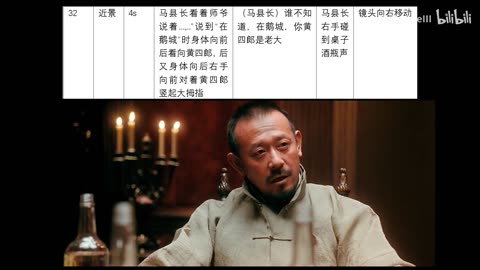 32
近景
4s
马县长看着师爷
说着……”说到“在
鹅城”时身体向前
后看向黄四郎，后
又身体向后右手
向前对着黄四郎
竖起大拇指
（马县长）谁不知
道，在鹅城，你黄
四郎是老大
马县长
右手碰
到桌子
酒瓶声
镜头向右移动
bilibili